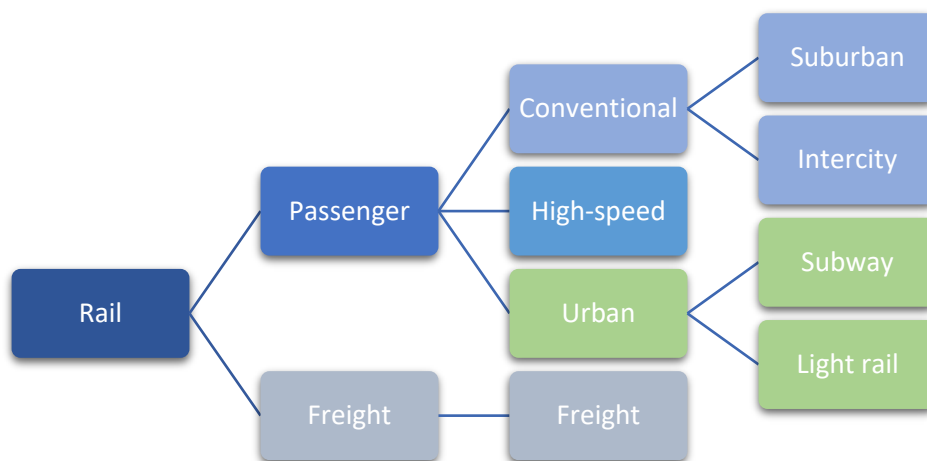 Rail
Passenger
Freight
Conventional
High-speed
Urban
Freight
Suburban
Intercity
Subway
Light rail